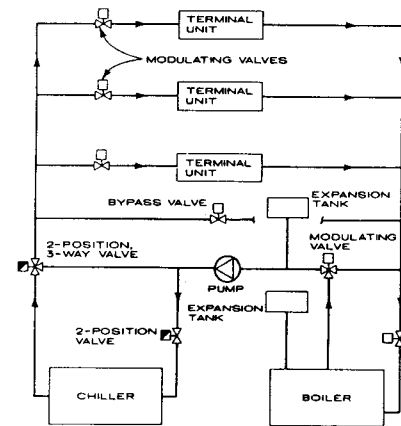 TERMINAL
UNIT
MODULATING VALVES
TERMINAL
UNIT
TERMINAL
UNIT
BYPASS VALVE
EXPANSION
TANK
2-POSITION,
3-WAY VALVE
MODULATING
VALVE
PUMP
EXPANSION
TANK
2-POSITION
VALVE
CHILLER
BOILER